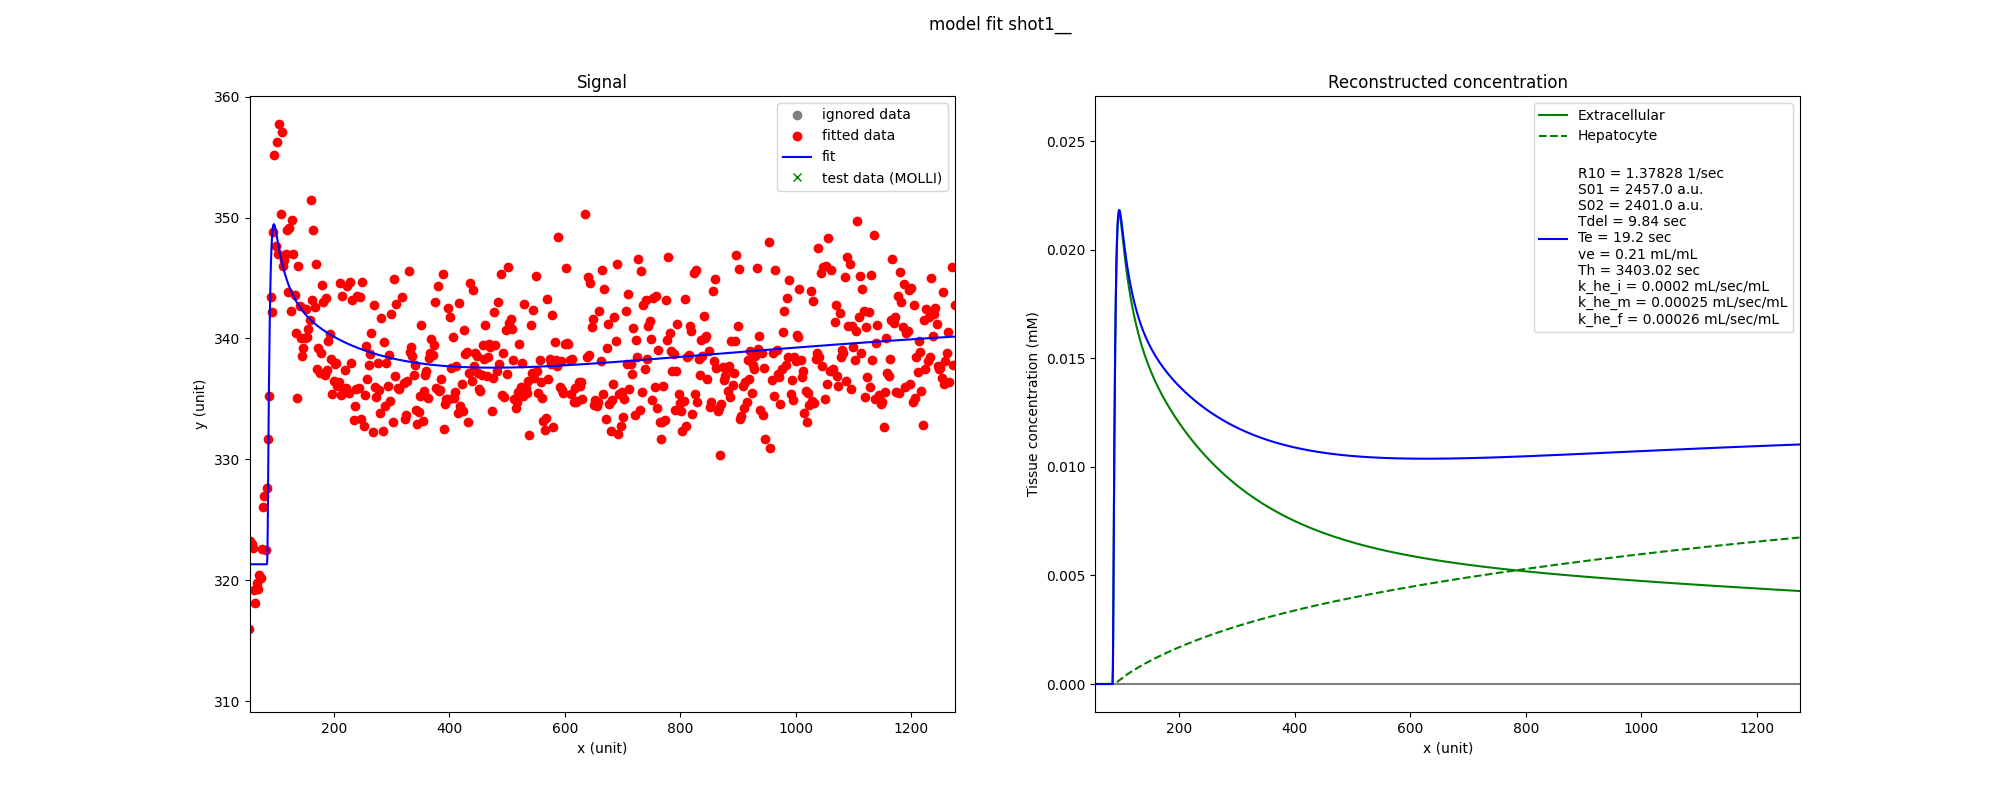 model fit shot1__
Signal
360
350
340
330
320
310
y (unit)
200
400
600
800
1000
1200
x (unit)
ignored data
fitted data
fit
test data (MOLLI)
Reconstructed concentration
0.025
0.020
0.015
0.010
0.005
0.000
Tissue concentration (mM)
200
400
600
800
1000
1200
x (unit)
Extracellular
Hepatocyte
R10 = 1.37828 1/sec
S01 = 2457.0 a.u.
S02 = 2401.0 a.u.
Tdel = 9.84 sec
Te = 19.2 sec
ve = 0.21 mL/mL
Th = 3403.02 sec
k_he_i = 0.0002 mL/sec/mL
k_he_m = 0.00025 mL/sec/mL
k_he_f = 0.00026 mL/sec/mL